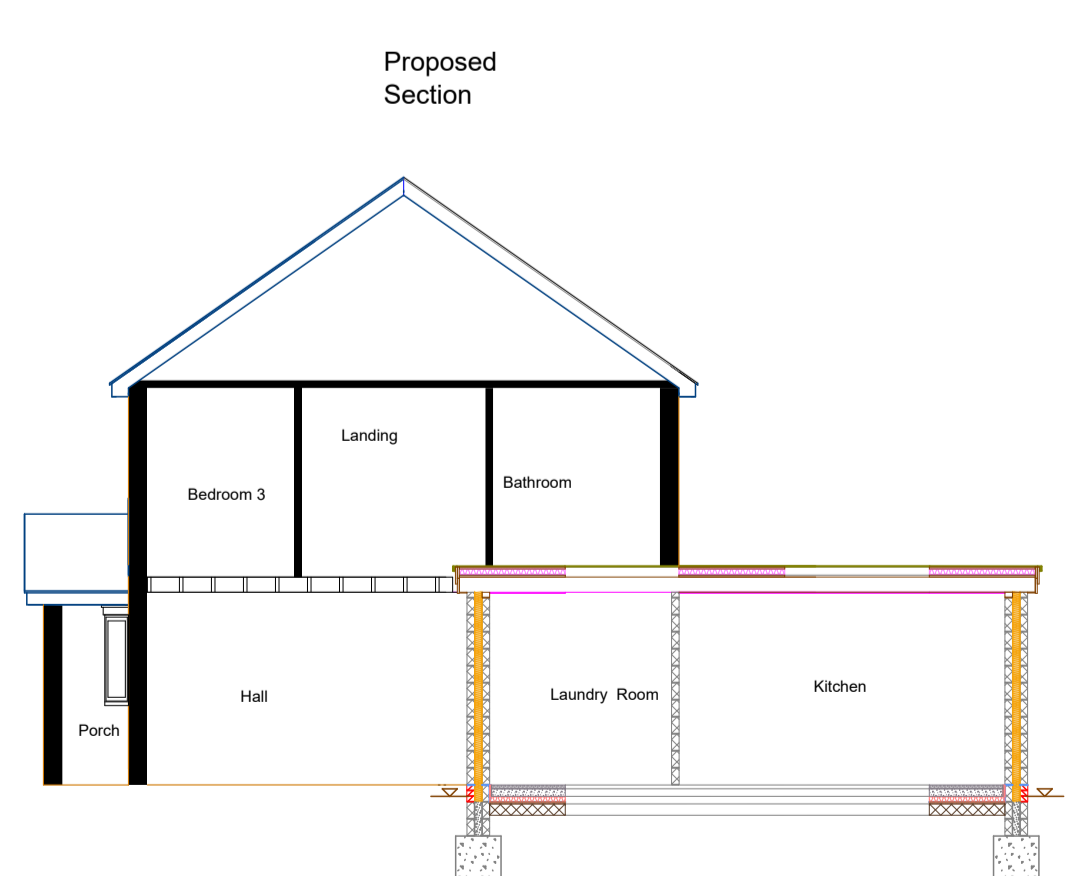 Proposed
Section
Landing
Bathroom
Bedroom 3
Kitchen
Laundry Room
Hall
Porch